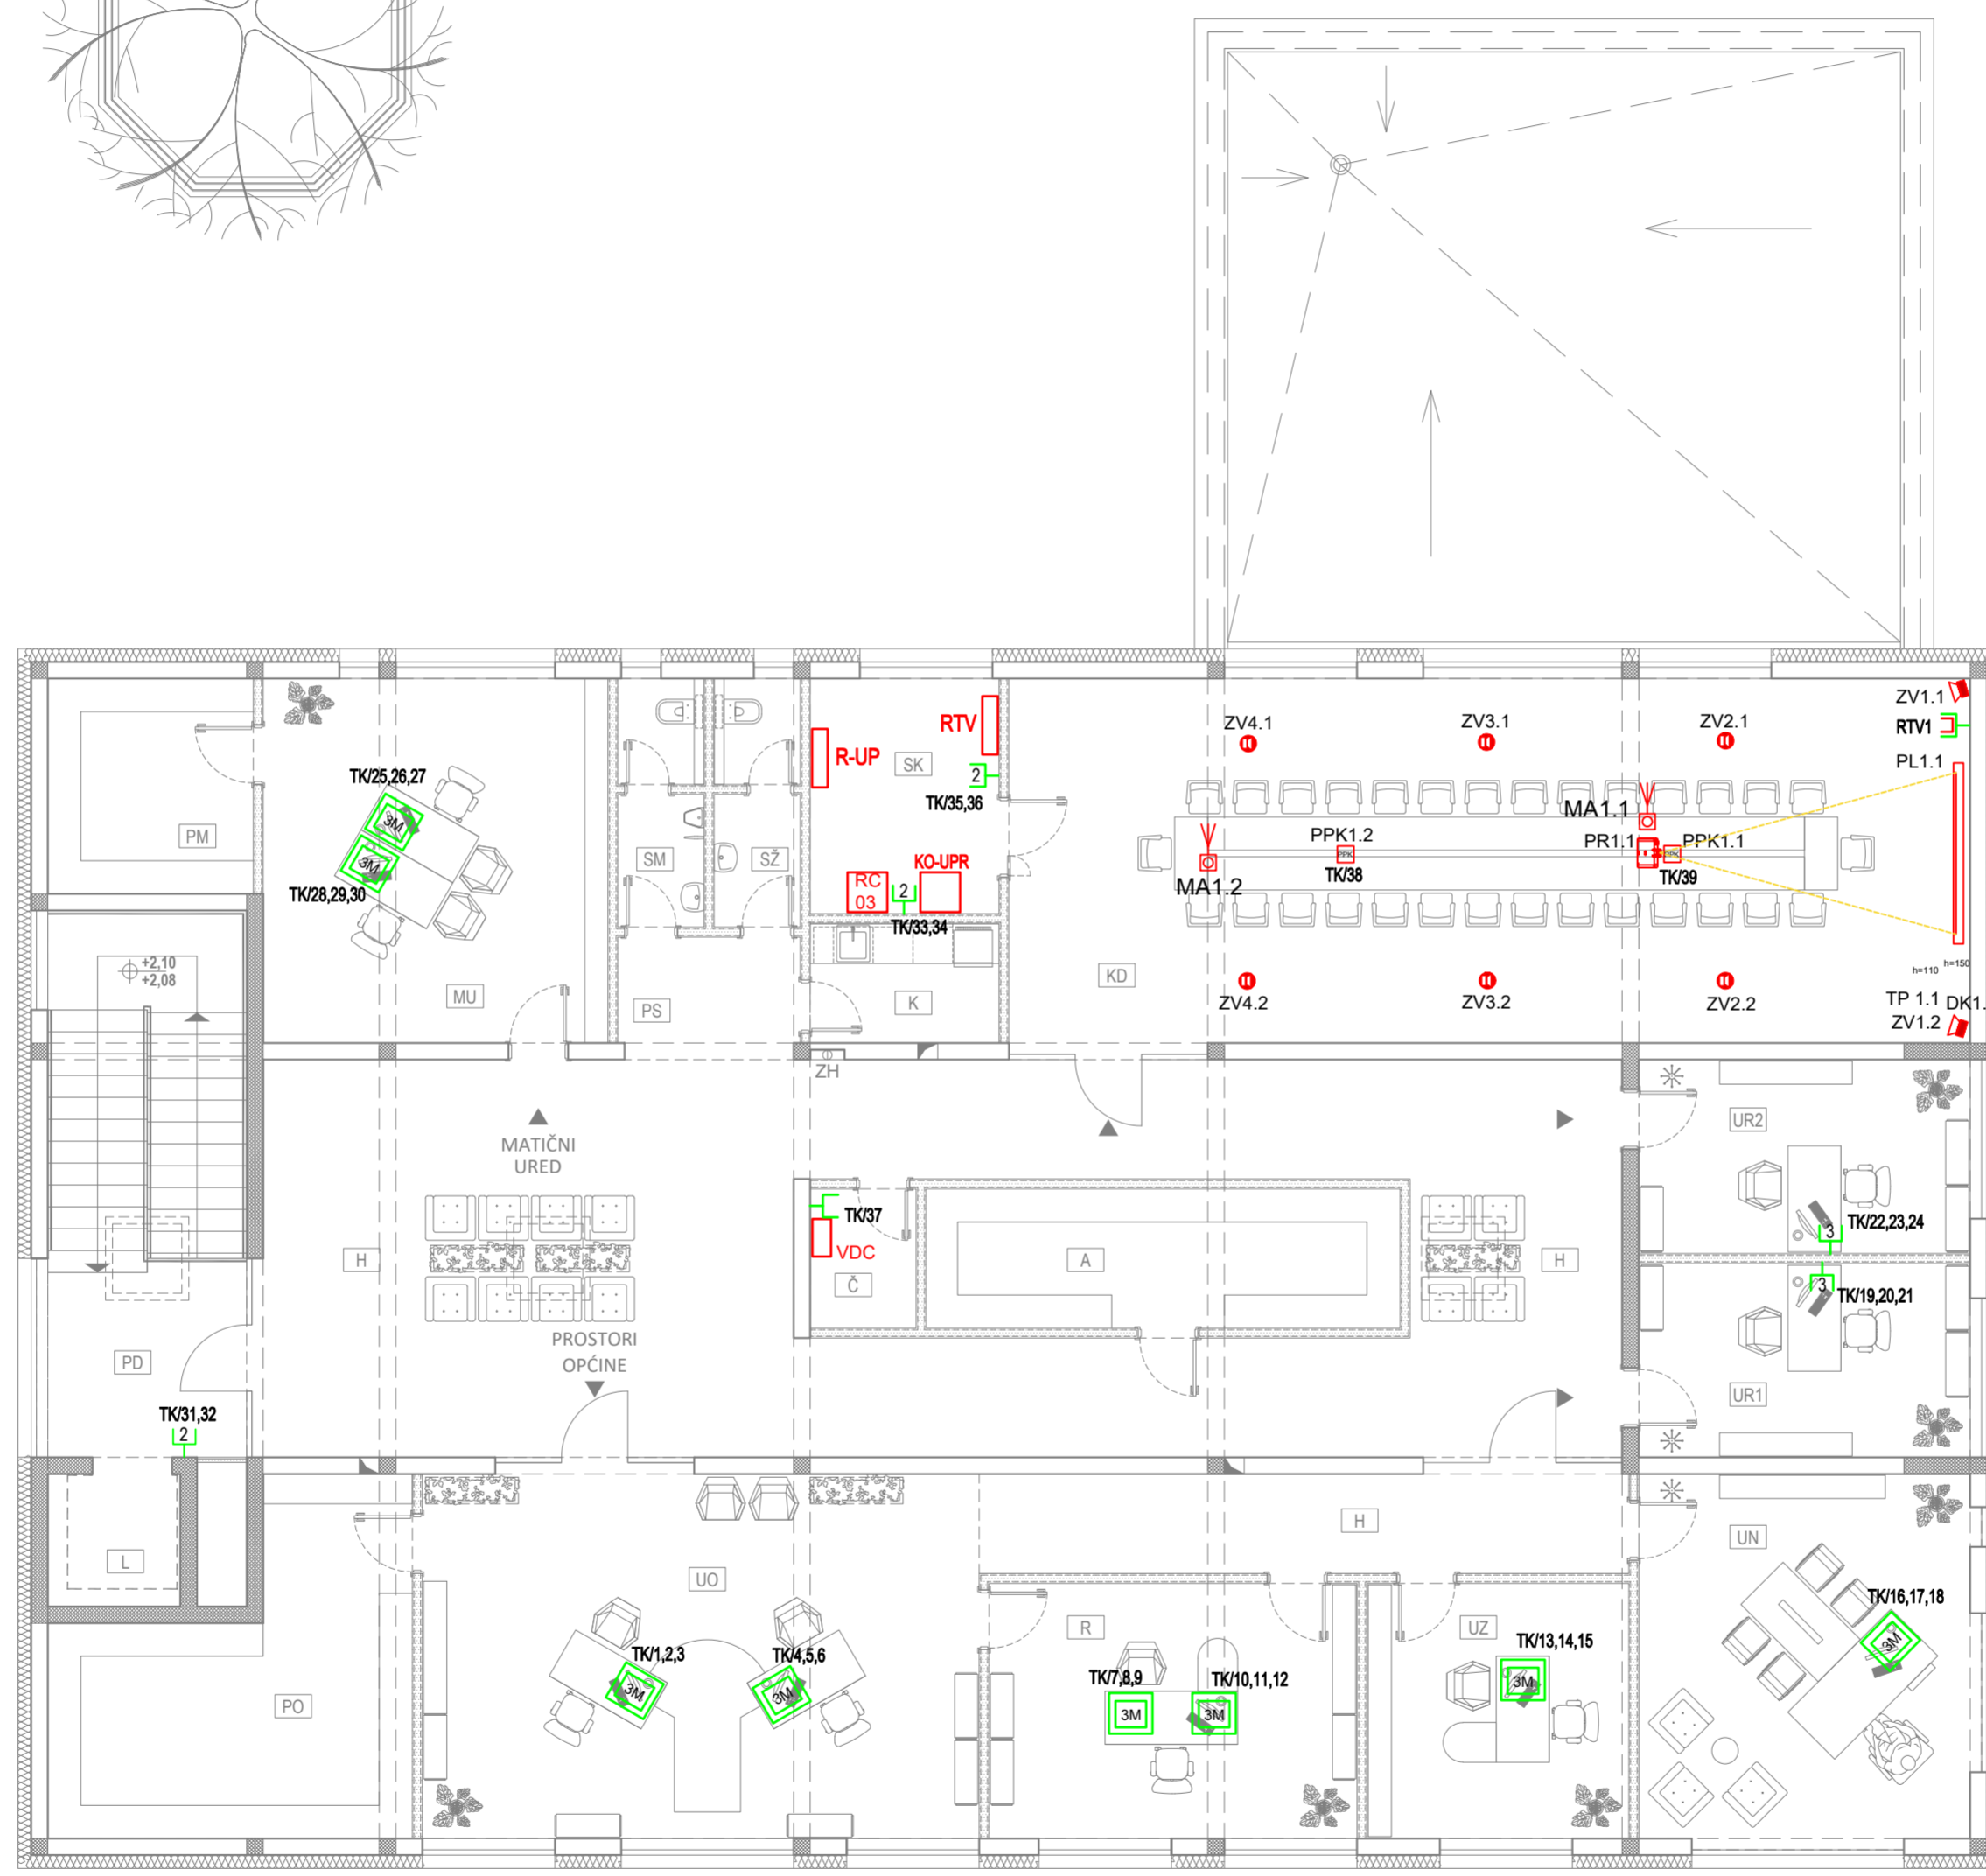 ZV1.1
RTV1
PL1.1
ZV4.1
ZV3.1
ZV2.1
RTV
R-UP
SK
2
TK/35,36
TK/25,26,27
3M
3M
TK/28,29,30
PM
SM
SŽ
KO-UPR
RC
03
2
TK/33,34
MA1.1
PPK1.2
PPK
TK/38
PR1.1
PPK1.1
PPK
TK/39
MA1.2
+2,10
+2,08
MU
PS
K
KD
ZV4.2
ZV3.2
ZV2.2
h=110
h=150
TP 1.1
DK1.
ZV1.2
ZH
MATIČNI
URED
UR2
TK/37
VDC
TK/22,23,24
3
H
Č
A
H
3
TK/19,20,21
PROSTORI
OPĆINE
PD
UR1
TK/31,32
2
H
UN
L
UO
R
UZ
TK/16,17,18
3M
TK/1,2,3
3M
TK/4,5,6
3M
TK/7,8,9
3M
TK/10,11,12
3M
TK/13,14,15
3M
PO